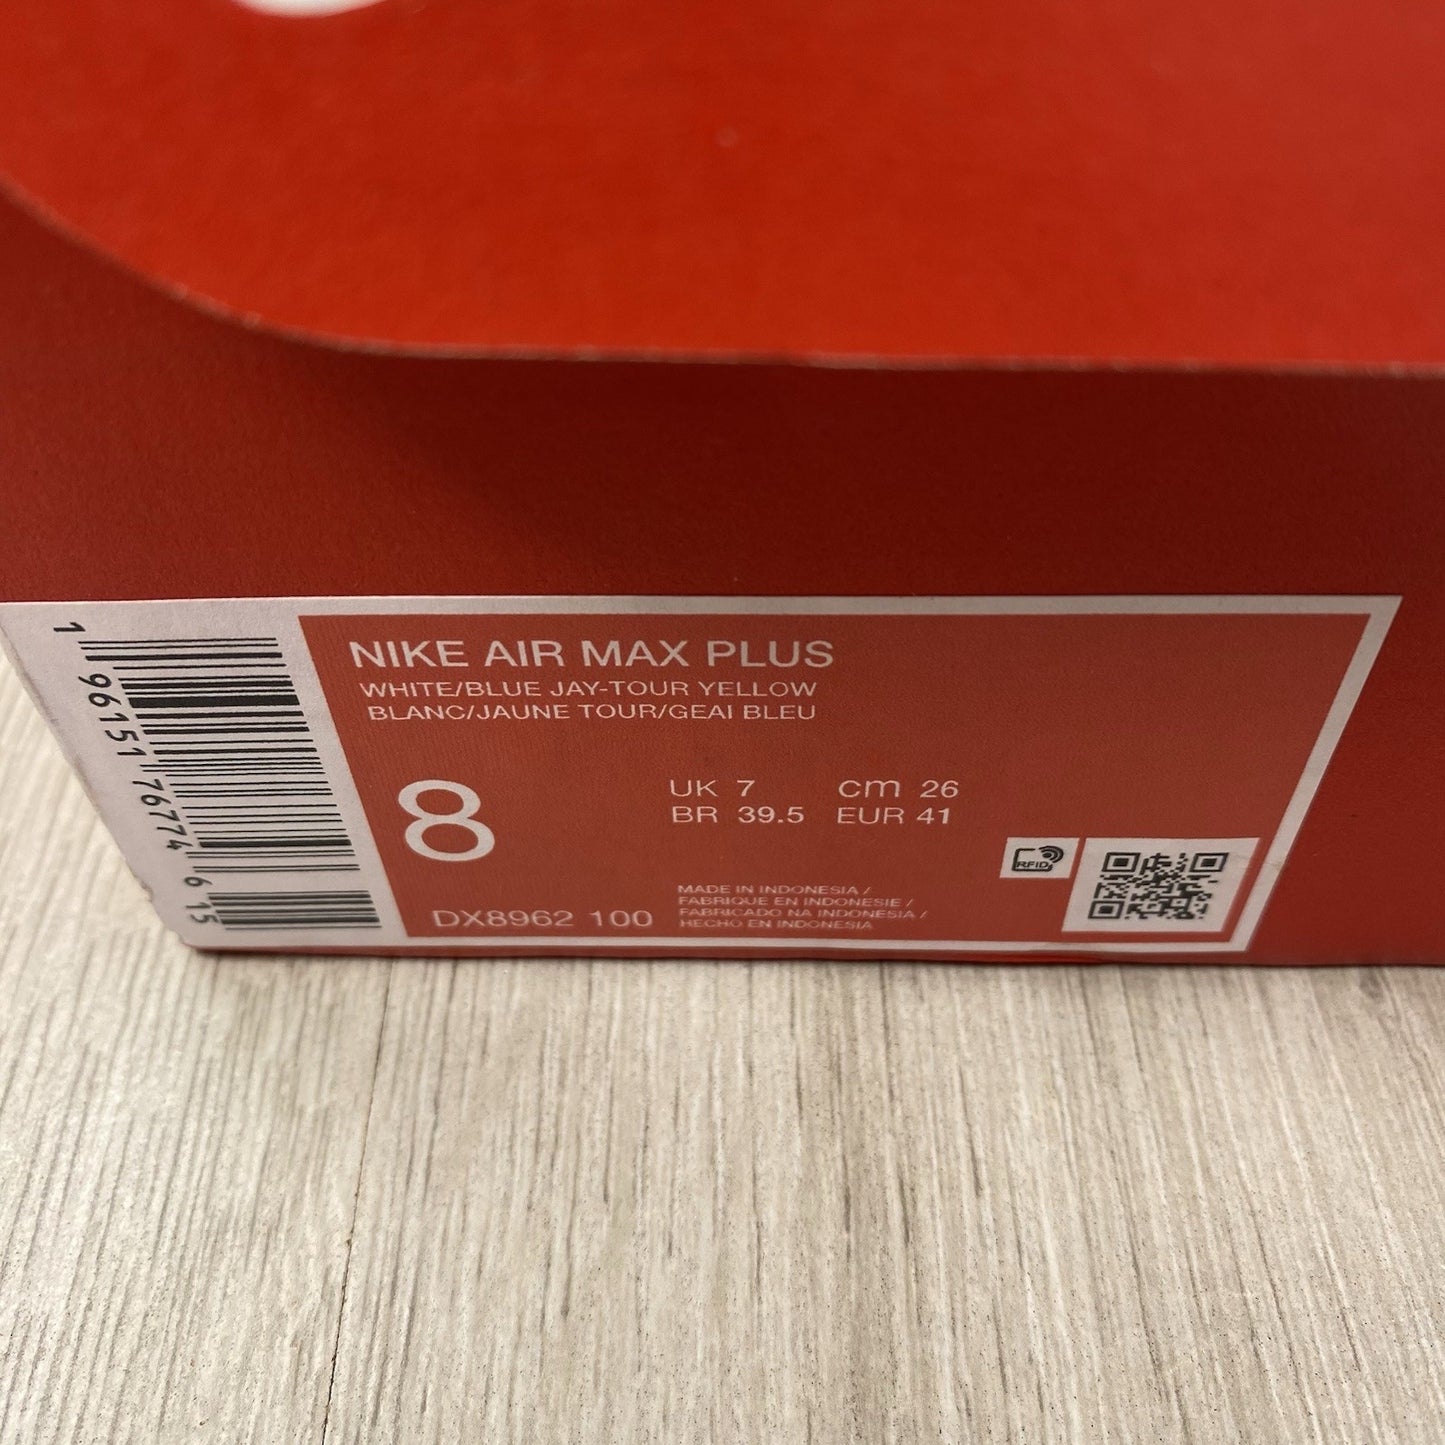 NIKE AIR MAX PLUS
WHITE/BLUE JAY-TOUR YELLOW
BLANC/JAUNE TOUR/GEAI BLEU
8
UK 7 cm 26
BR 39.5 EUR 41
DX8962 100
MADE IN INDONESIA /
FABRIQUE EN INDONESIE /
FABRICADO NA INDONESIA /
HECHO EN INDONESIA
RFID
1 96151 76774 6 15